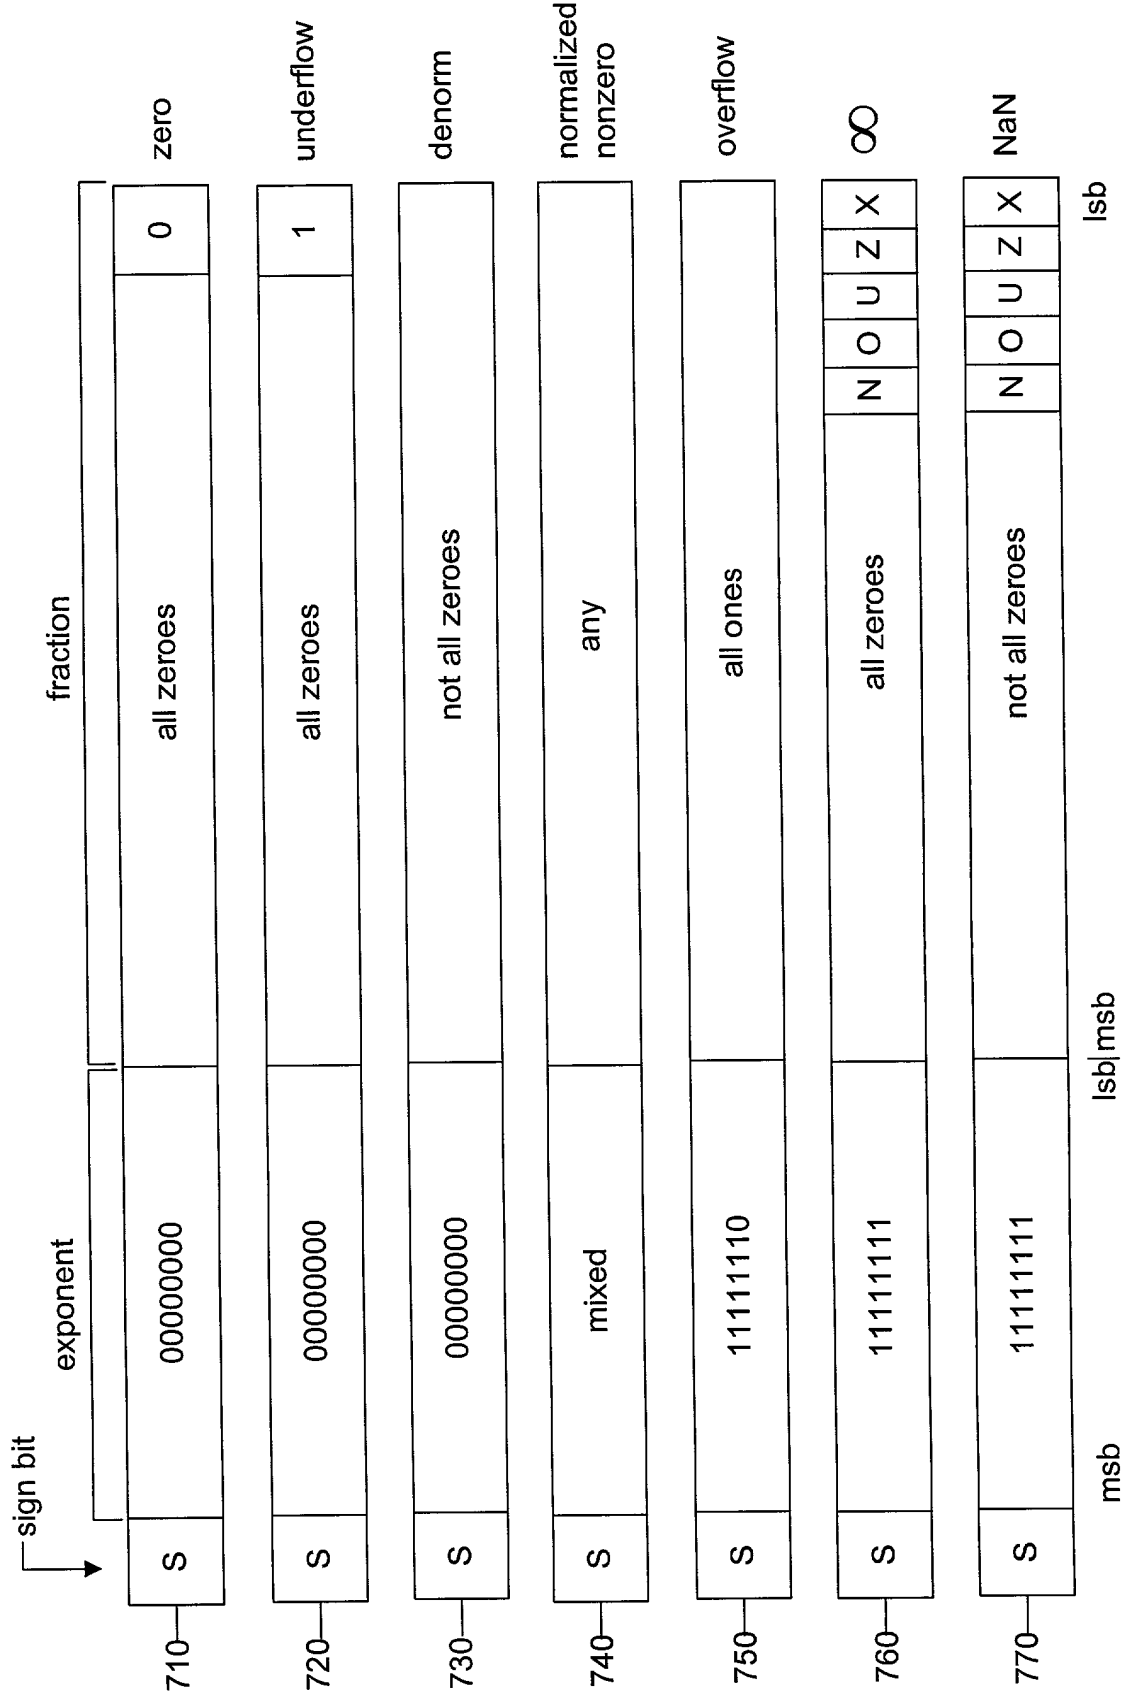 sign bit
exponent
fraction
710 S 00000000 all zeroes 0 zero
720 S 00000000 all zeroes 1 underflow
730 S 00000000 not all zeroes denorm
740 S mixed any normalized
nonzero
750 S 11111110 all ones overflow
760 S 11111111 all zeroes N O U Z X ∞
770 S 11111111 not all zeroes N O U Z X NaN
msb lsb|msb lsb